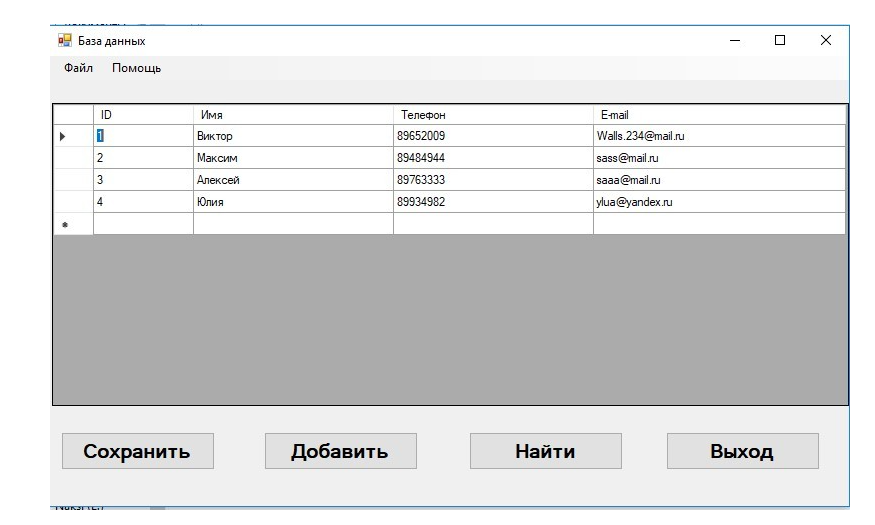 База данных
Файл Помощь
ID Имя Телефон E-mail
1 Виктор 89652009 Walls.234@mail.ru
2 Максим 89484944 sass@mail.ru
3 Алексей 89763333 saaa@mail.ru
4 Юлия 89934982 ylua@yandex.ru
Сохранить Добавить Найти Выход